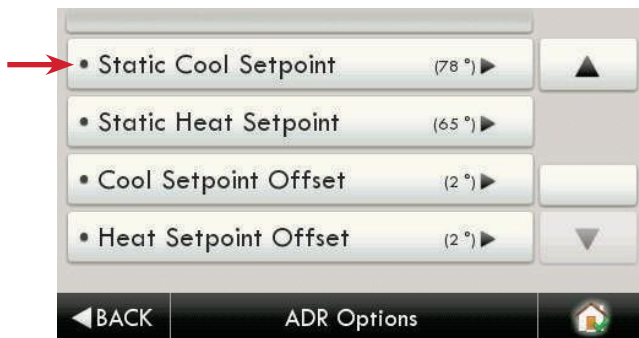 • Static Cool Setpoint (78 °)▶
• Static Heat Setpoint (65 °)▶
• Cool Setpoint Offset (2 °)▶
• Heat Setpoint Offset (2 °)▶
◀BACK ADR Options